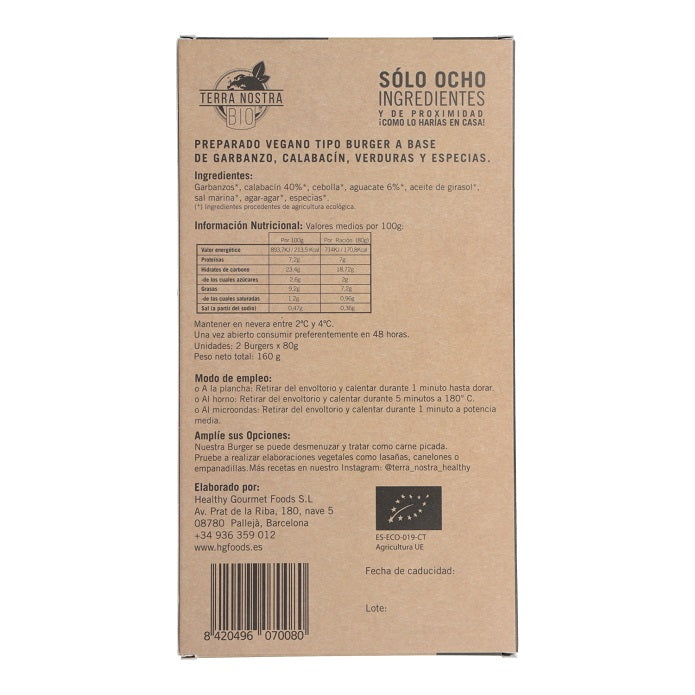 TERRA NOSTRA
BIO
SÓLO OCHO
INGREDIENTES
Y DE PROXIMIDAD
¡COMO LO HARÍAS EN CASA!
PREPARADO VEGANO TIPO BURGER A BASE
DE GARBANZO, CALABACÍN, VERDURAS Y ESPECIAS.
Ingredientes:
Garbanzos*, calabacín 40%*, cebolla*, aguacate 6%*, aceite de girasol*,
sal marina*, agar-agar*, especias*.
(*) Ingredientes procedentes de agricultura ecológica.
Información Nutricional: Valores medios por 100g:
Por 100g Por Ración (80g)
Valor energético 893,7KJ / 213,5 Kcal 714KJ / 170,8Kcal
Proteínas 7,2g 7g
Hidratos de carbono 23,4g 18,72g
-de los cuales azúcares 2,6g 2g
Grasas 9,2g 7,2g
-de los cuales saturadas 1,2g 0,96g
Sal (a partir del sodio) 0,47g 0,36g
Mantener en nevera entre 2ºC y 4ºC.
Una vez abierto consumir preferentemente en 48 horas.
Unidades: 2 Burgers x 80g
Peso neto total: 160 g
Modo de empleo:
o A la plancha: Retirar del envoltorio y calentar durante 1 minuto hasta dorar.
o Al horno: Retirar del envoltorio y calentar durante 5 minutos a 180° C.
o Al microondas: Retirar del envoltorio y calentar durante 1 minuto a potencia
media.
Amplíe sus Opciones:
Nuestra Burger se puede desmenuzar y tratar como carne picada.
Pruebe a realizar elaboraciones vegetales como lasañas, canelones o
empanadillas.Más recetas en nuestro Instagram: @terra_nostra_healthy
Elaborado por:
Healthy Gourmet Foods S.L
Av. Prat de la Riba, 180, nave 5
08780 Pallejà, Barcelona
+34 936 359 012
www.hgfoods.es
ES-ECO-019-CT
Agricultura UE
Fecha de caducidad:
Lote:
8 420496 070080